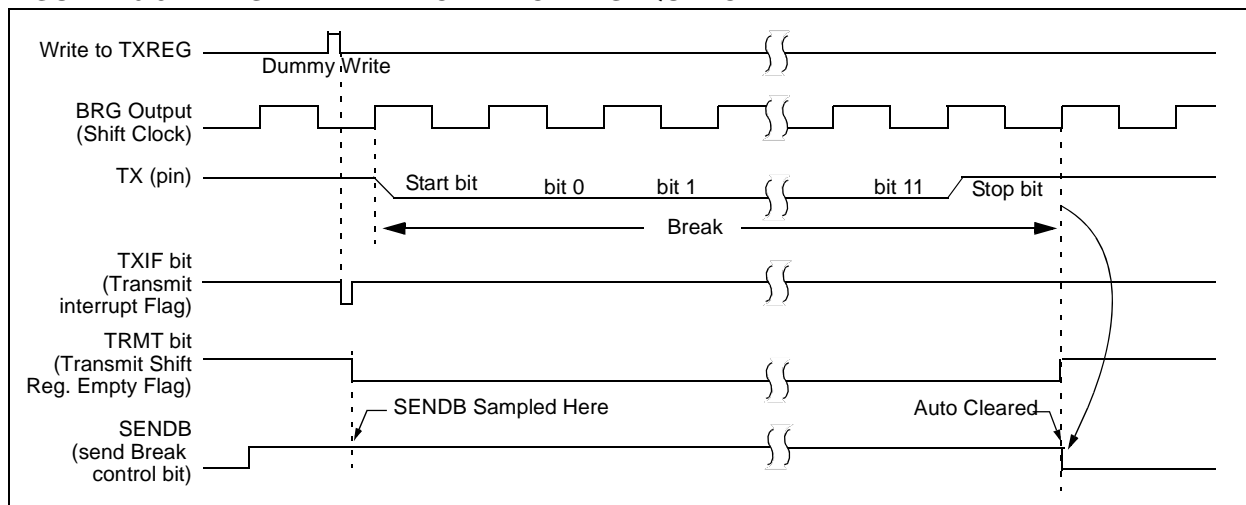 Write to TXREG
Dummy Write
BRG Output
(Shift Clock)
TX (pin)
Start bit
bit 0
bit 1
bit 11
Stop bit
Break
TXIF bit
(Transmit
interrupt Flag)
TRMT bit
(Transmit Shift
Reg. Empty Flag)
SENDB Sampled Here
Auto Cleared
SENDB
(send Break
control bit)